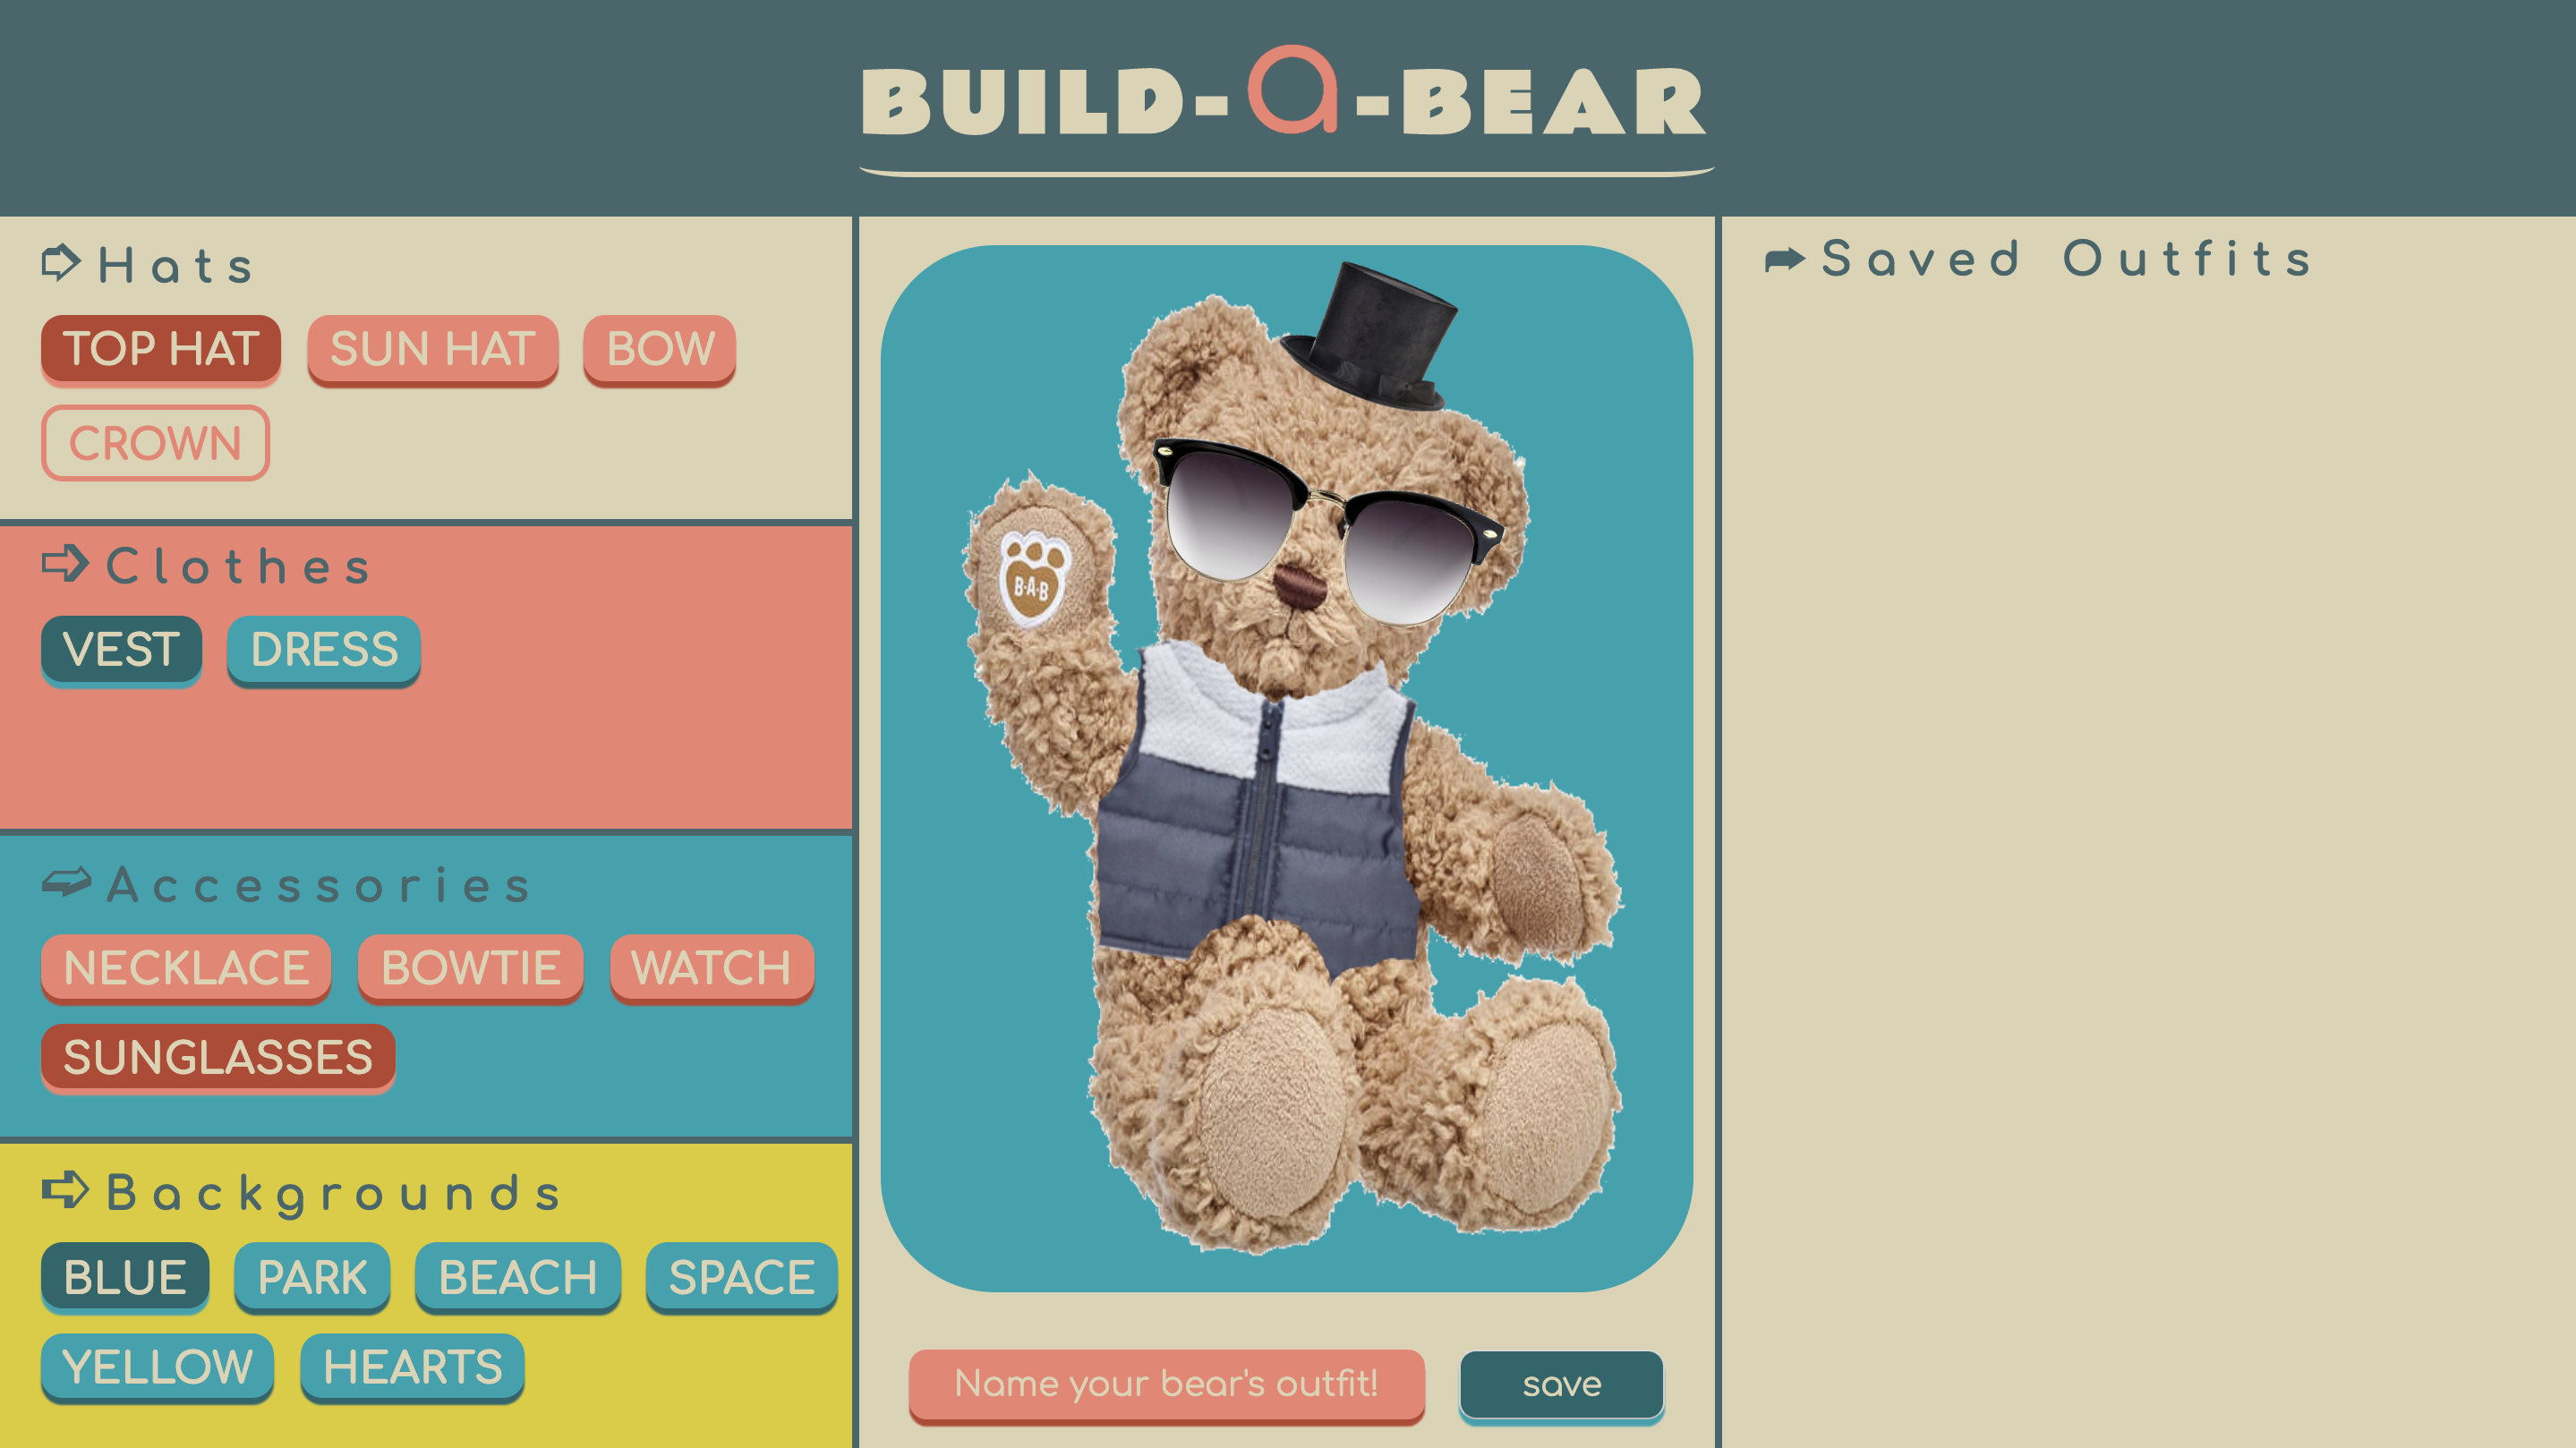 BUILD-a-BEAR
Hats
TOP HAT SUN HAT BOW
CROWN
Clothes
VEST DRESS
Accessories
NECKLACE BOWTIE WATCH
SUNGLASSES
Backgrounds
BLUE PARK BEACH SPACE
YELLOW HEARTS
B·A·B
Name your bear's outfit! save
Saved Outfits